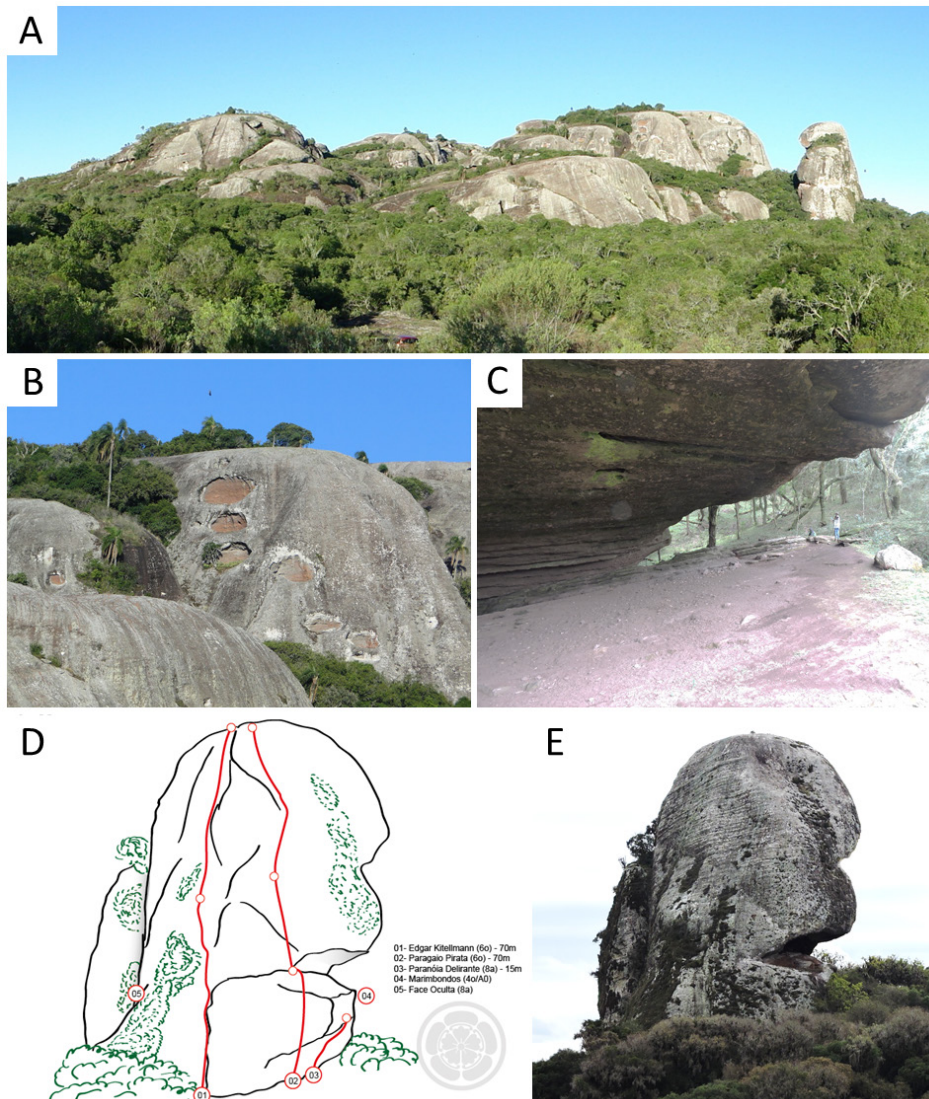 A
B
C
D
E
01- Edgar Kitellmann (6o) - 70m
02- Paragaio Pirata (6o) - 70m
03- Paranóia Delirante (8a) - 15m
04- Marimbondos (4o/A0)
05- Face Oculta (8a)
05
04
01
02
03